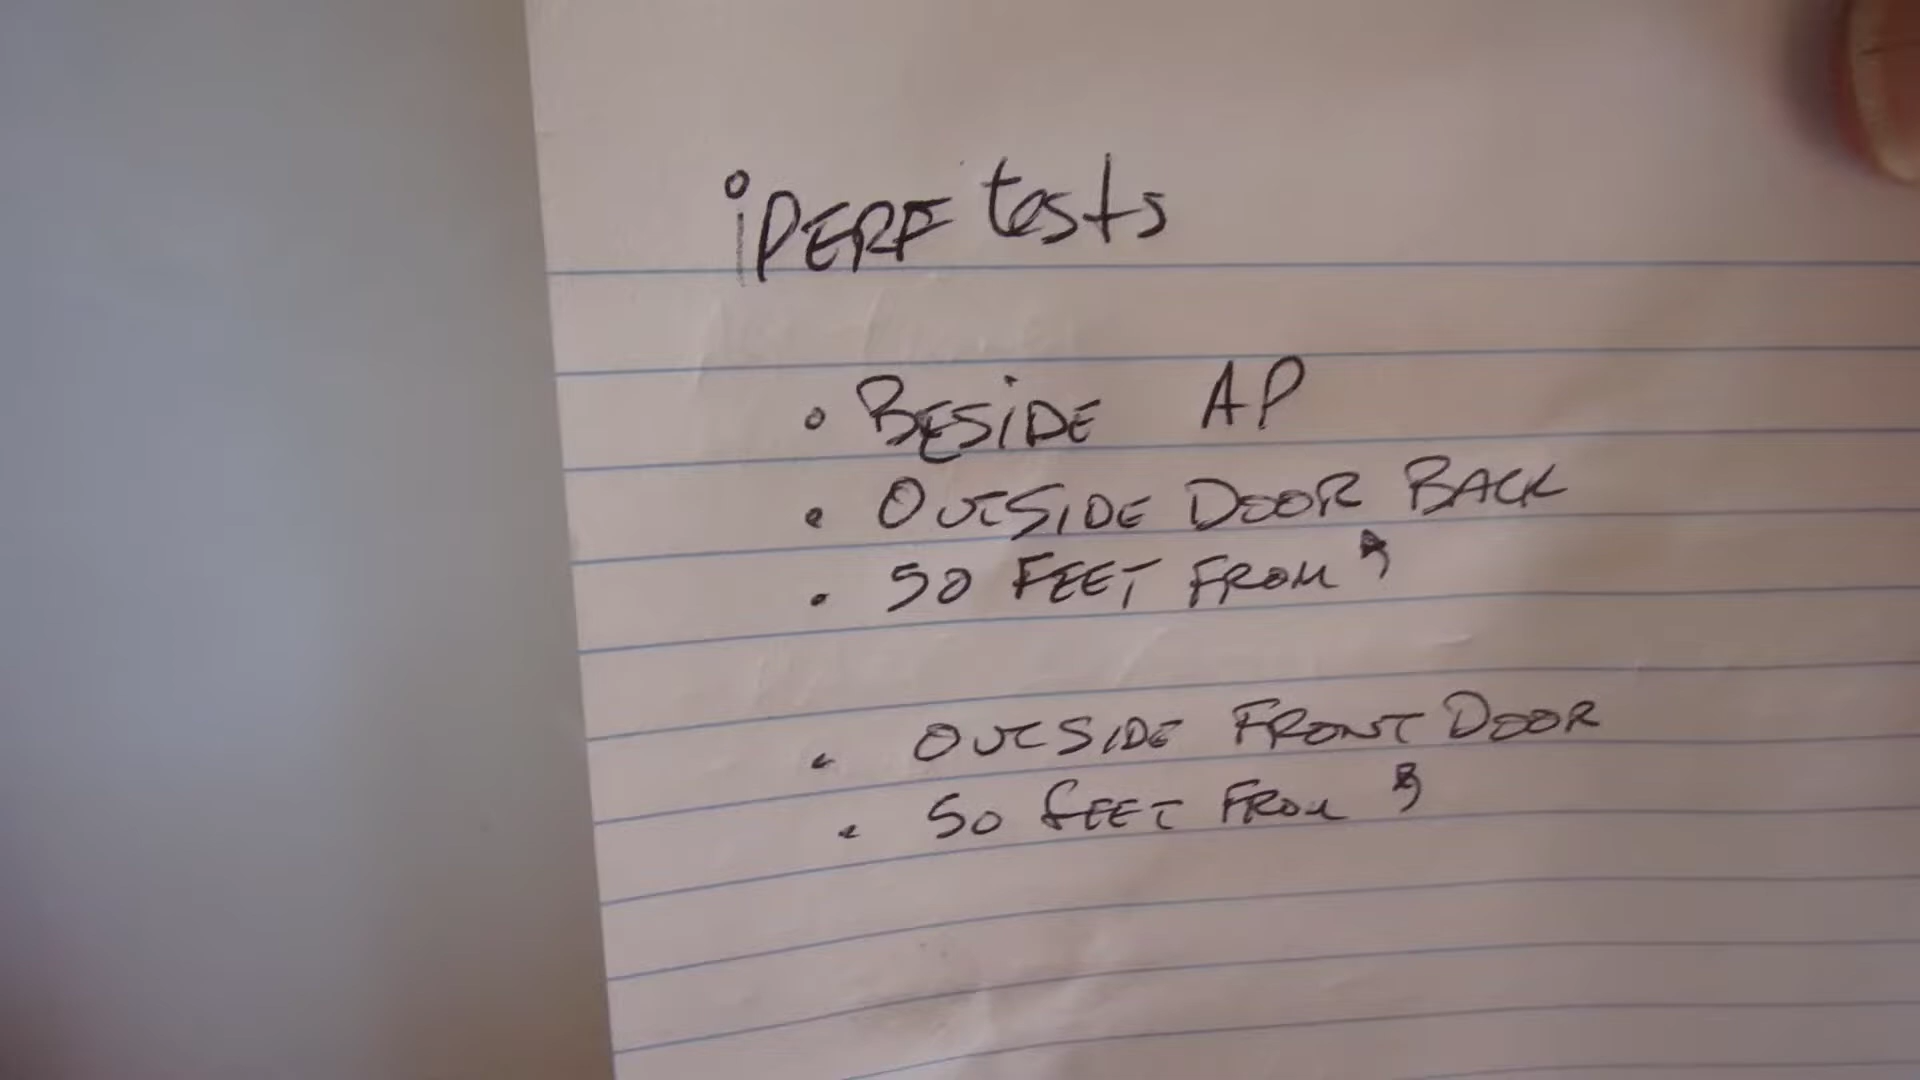 iPERF tests
• BESiDE AP
• OUTSIDE DOOR BACK
• 50 FEET FROM
• OUTSIDE FRONT DOOR
• 50 fEET FROM